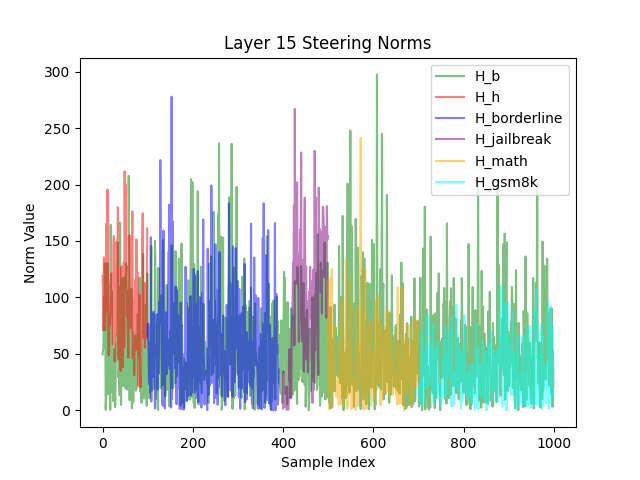 Layer 15 Steering Norms
Norm Value
300
250
200
150
100
50
0
H_b
H_h
H_borderline
H_jailbreak
H_math
H_gsm8k
0
200
400
600
800
1000
Sample Index